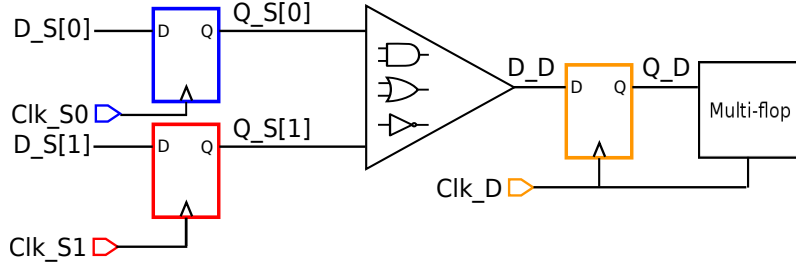 D_S[0]
D
Q
Q_S[0]
Clk_S0
D_S[1]
D
Q
Q_S[1]
Clk_S1
D_D
D
Q
Q_D
Multi-flop
Clk_D